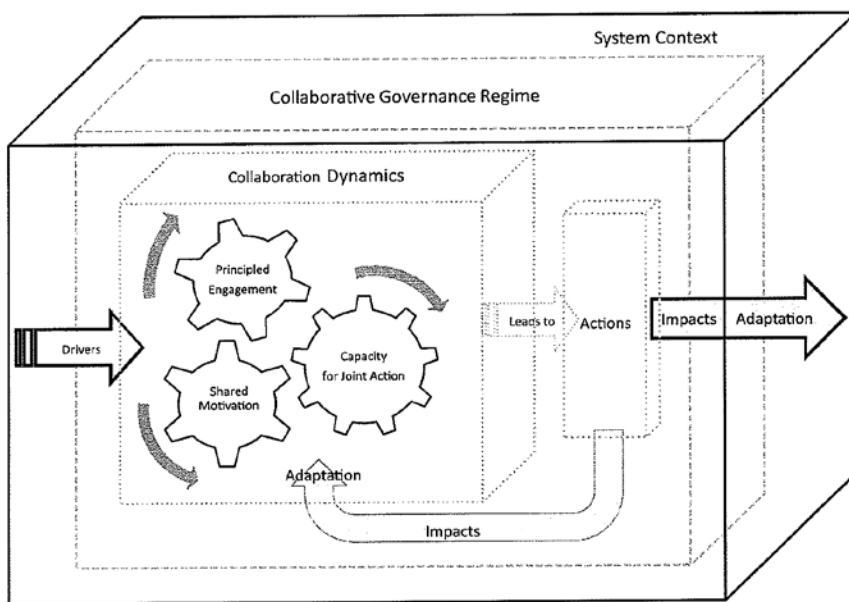 System Context
Collaborative Governance Regime
Collaboration Dynamics
Principled
Engagement
Drivers
Shared
Motivation
Capacity
for Joint Action
Leads to
Actions
Impacts
Adaptation
Adaptation
Impacts